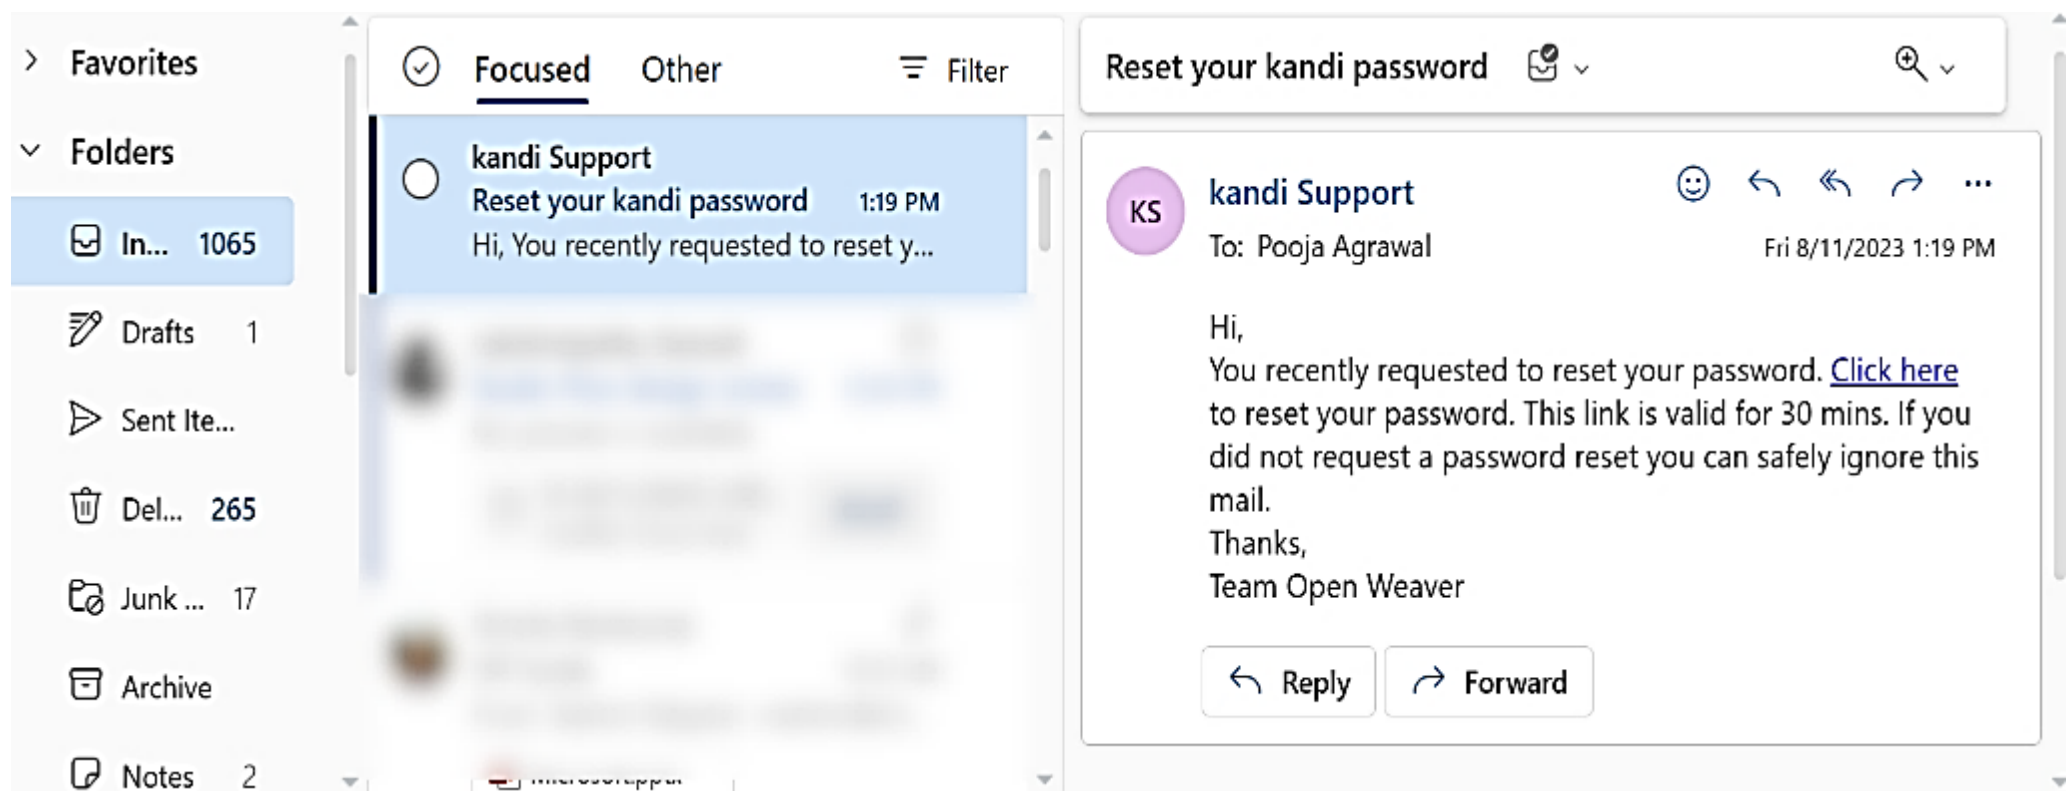 Favorites
Folders
In... 1065
Drafts 1
Sent Ite...
Del... 265
Junk ... 17
Archive
Notes 2
Focused Other Filter
kandi Support
Reset your kandi password 1:19 PM
Hi, You recently requested to reset y...
Reset your kandi password
KS
kandi Support
To: Pooja Agrawal
Fri 8/11/2023 1:19 PM
Hi,
You recently requested to reset your password. Click here
to reset your password. This link is valid for 30 mins. If you
did not request a password reset you can safely ignore this
mail.
Thanks,
Team Open Weaver
Reply Forward